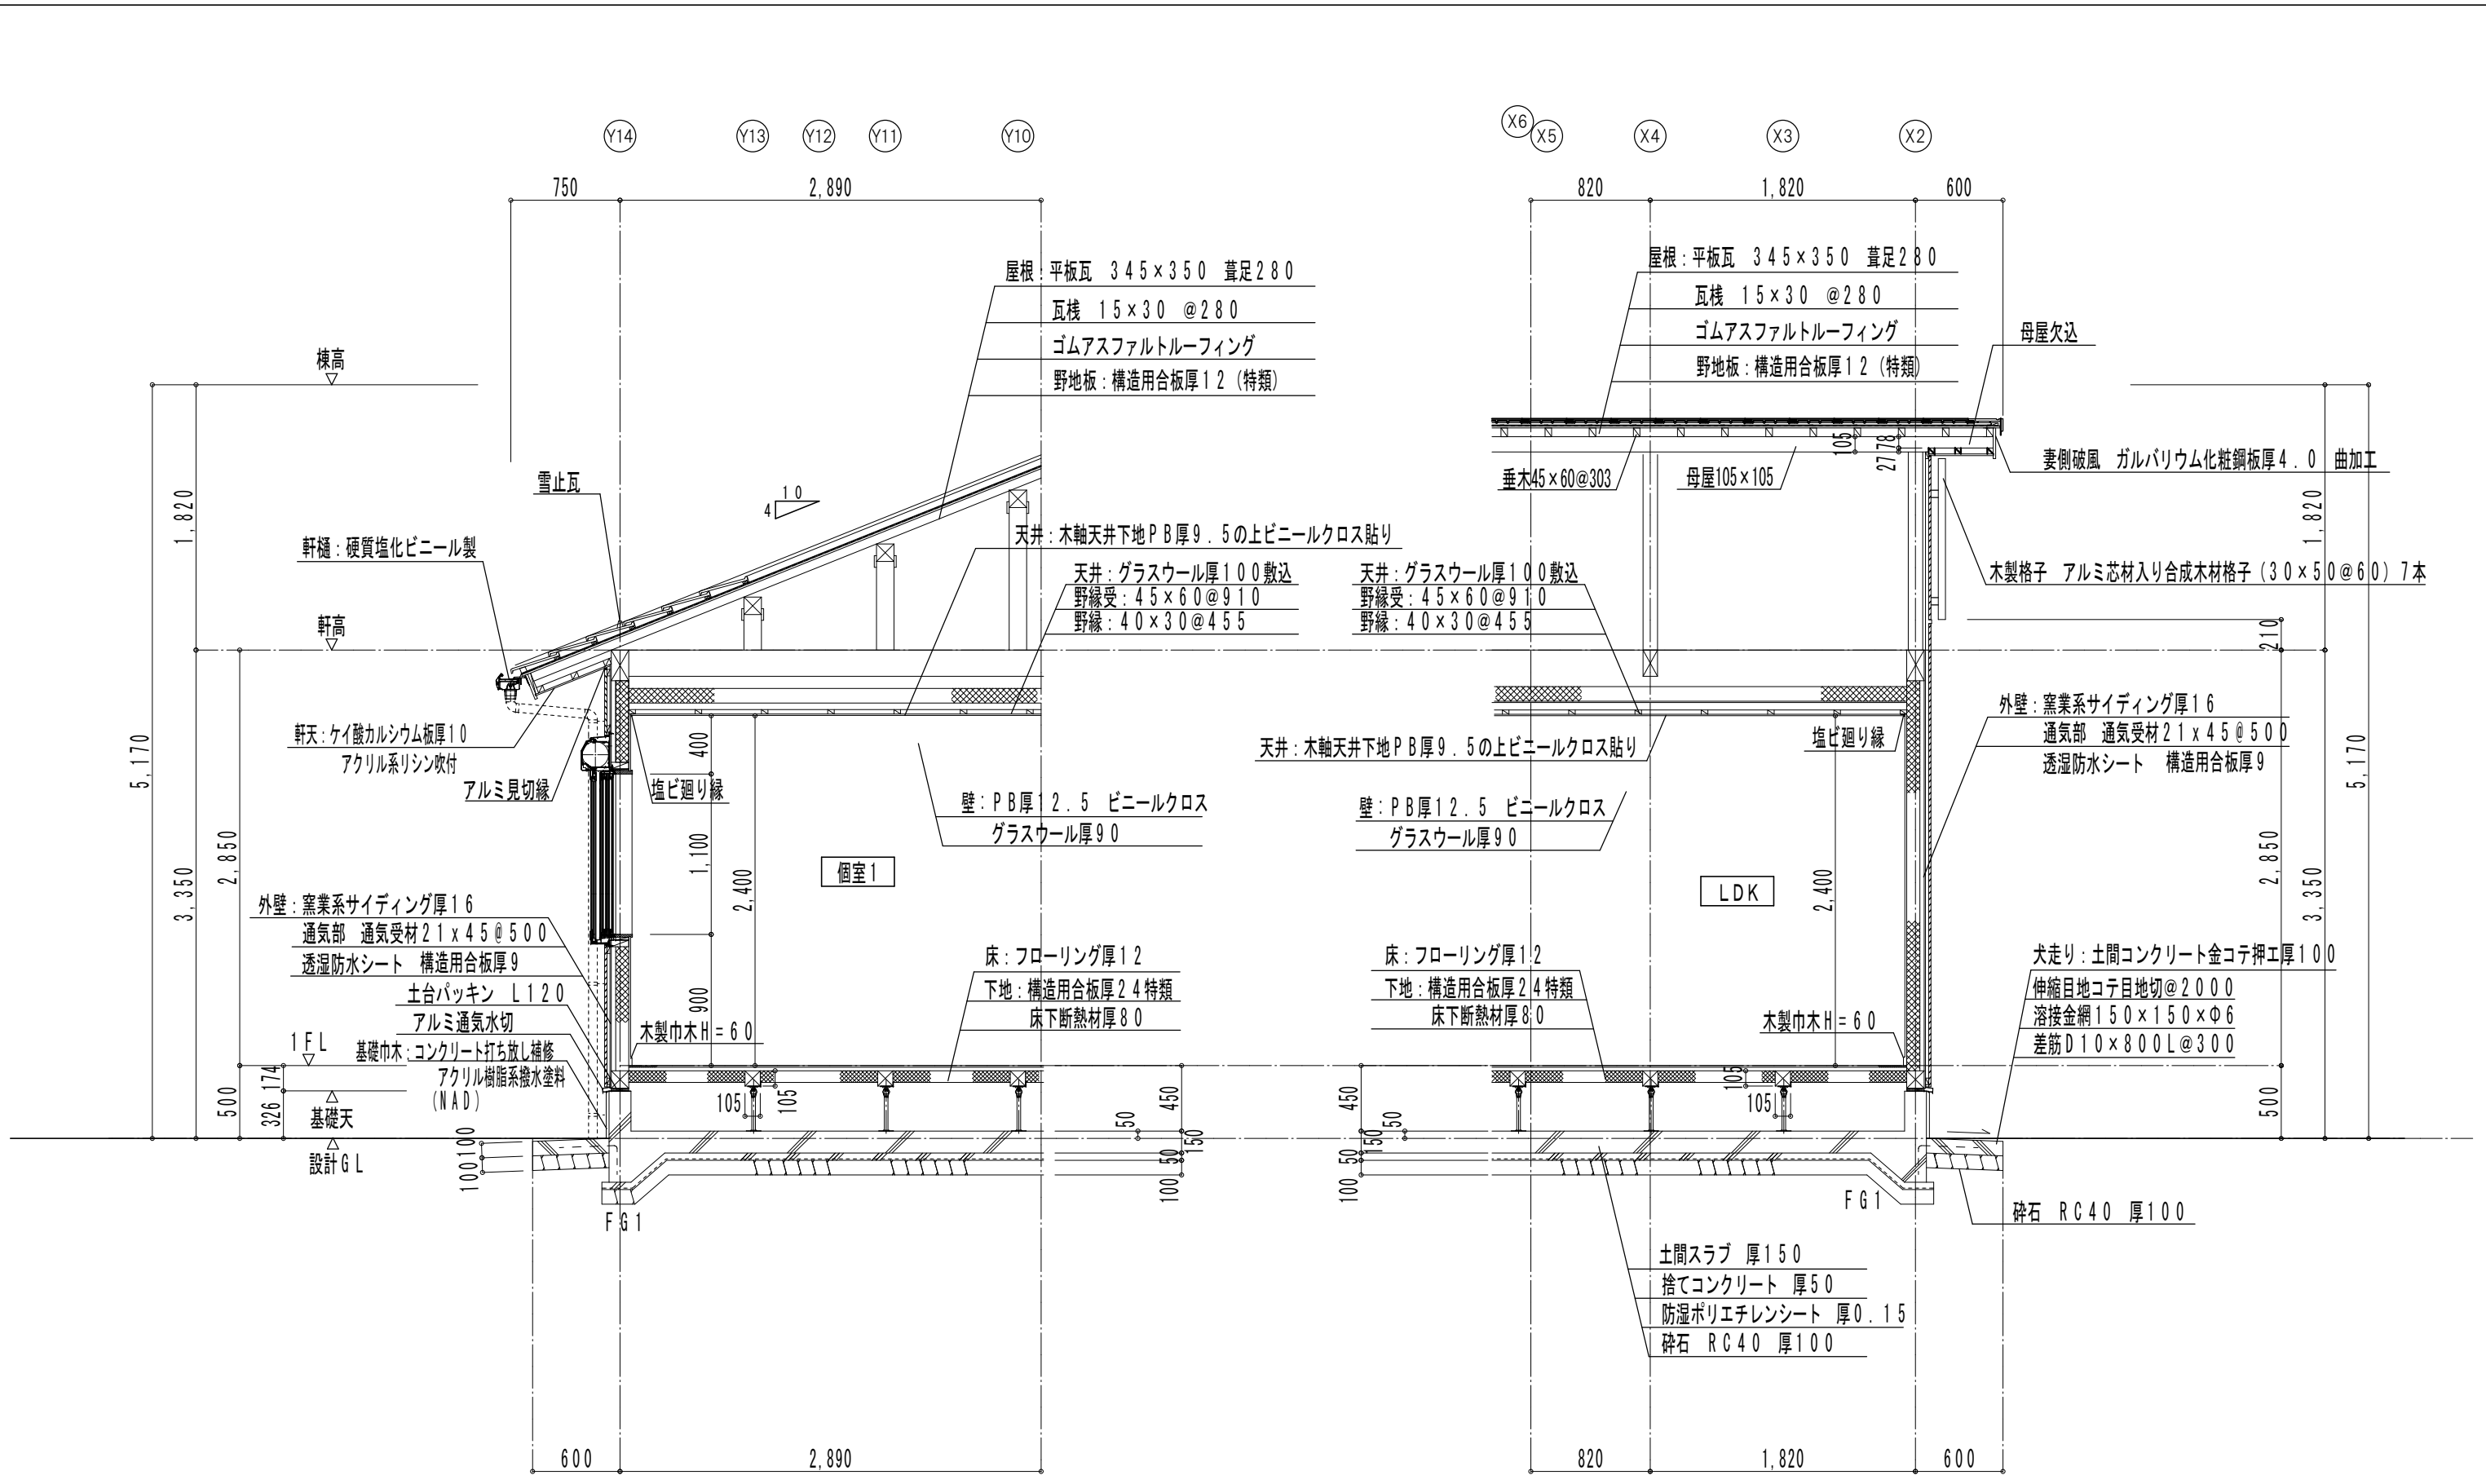 Y14 Y13 Y12 Y11 Y10
X6 X5 X4 X3 X2
750 2,890
820 1,820 600
屋根：平板瓦 345×350 葺足280
瓦桟 15×30 @280
ゴムアスファルトルーフィング
野地板：構造用合板厚12（特類）
屋根：平板瓦 345×350 葺足280
瓦桟 15×30 @280
ゴムアスファルトルーフィング
野地板：構造用合板厚12（特類）
母屋欠込
棟高
雪止瓦
10
4
軒樋：硬質塩化ビニール製
軒高
天井：木軸天井下地PB厚9.5の上ビニールクロス貼り
天井：グラスウール厚100敷込
野縁受：45×60@910
野縁：40×30@455
天井：グラスウール厚100敷込
野縁受：45×60@910
野縁：40×30@455
垂木45×60@303
母屋105×105
105
27 78
妻側破風 ガルバリウム化粧鋼板厚4.0 曲加工
木製格子 アルミ芯材入り合成木材格子（30×50@60）7本
1,820
5,170
3,350
2,850
1,820
210
5,170
3,350
2,850
軒天：ケイ酸カルシウム板厚10
アクリル系リシン吹付
アルミ見切縁
塩ビ廻り縁
400
1,100
900
2,400
壁：PB厚12.5 ビニールクロス
グラスウール厚90
個室1
天井：木軸天井下地PB厚9.5の上ビニールクロス貼り
塩ビ廻り縁
壁：PB厚12.5 ビニールクロス
グラスウール厚90
LDK
2,400
外壁：窯業系サイディング厚16
通気部 通気受材21x45@500
透湿防水シート 構造用合板厚9
外壁：窯業系サイディング厚16
通気部 通気受材21x45@500
透湿防水シート 構造用合板厚9
土台パッキン L120
アルミ通気水切
基礎巾木：コンクリート打ち放し補修
アクリル樹脂系撥水塗料
(NAD)
木製巾木H=60
床：フローリング厚12
下地：構造用合板厚24特類
床下断熱材厚80
床：フローリング厚12
下地：構造用合板厚24特類
床下断熱材厚80
木製巾木H=60
犬走り：土間コンクリート金コテ押エ厚100
伸縮目地コテ目地切@2000
溶接金網150×150×Φ6
差筋D10×800L@300
1FL
基礎天
設計GL
500
326 174
100 100
105 105
450
50
150
50
100
450
50
150
50
100
105
105
500
FG1
FG1
砕石 RC40 厚100
土間スラブ 厚150
捨てコンクリート 厚50
防湿ポリエチレンシート 厚0.15
砕石 RC40 厚100
600 2,890
820 1,820 600